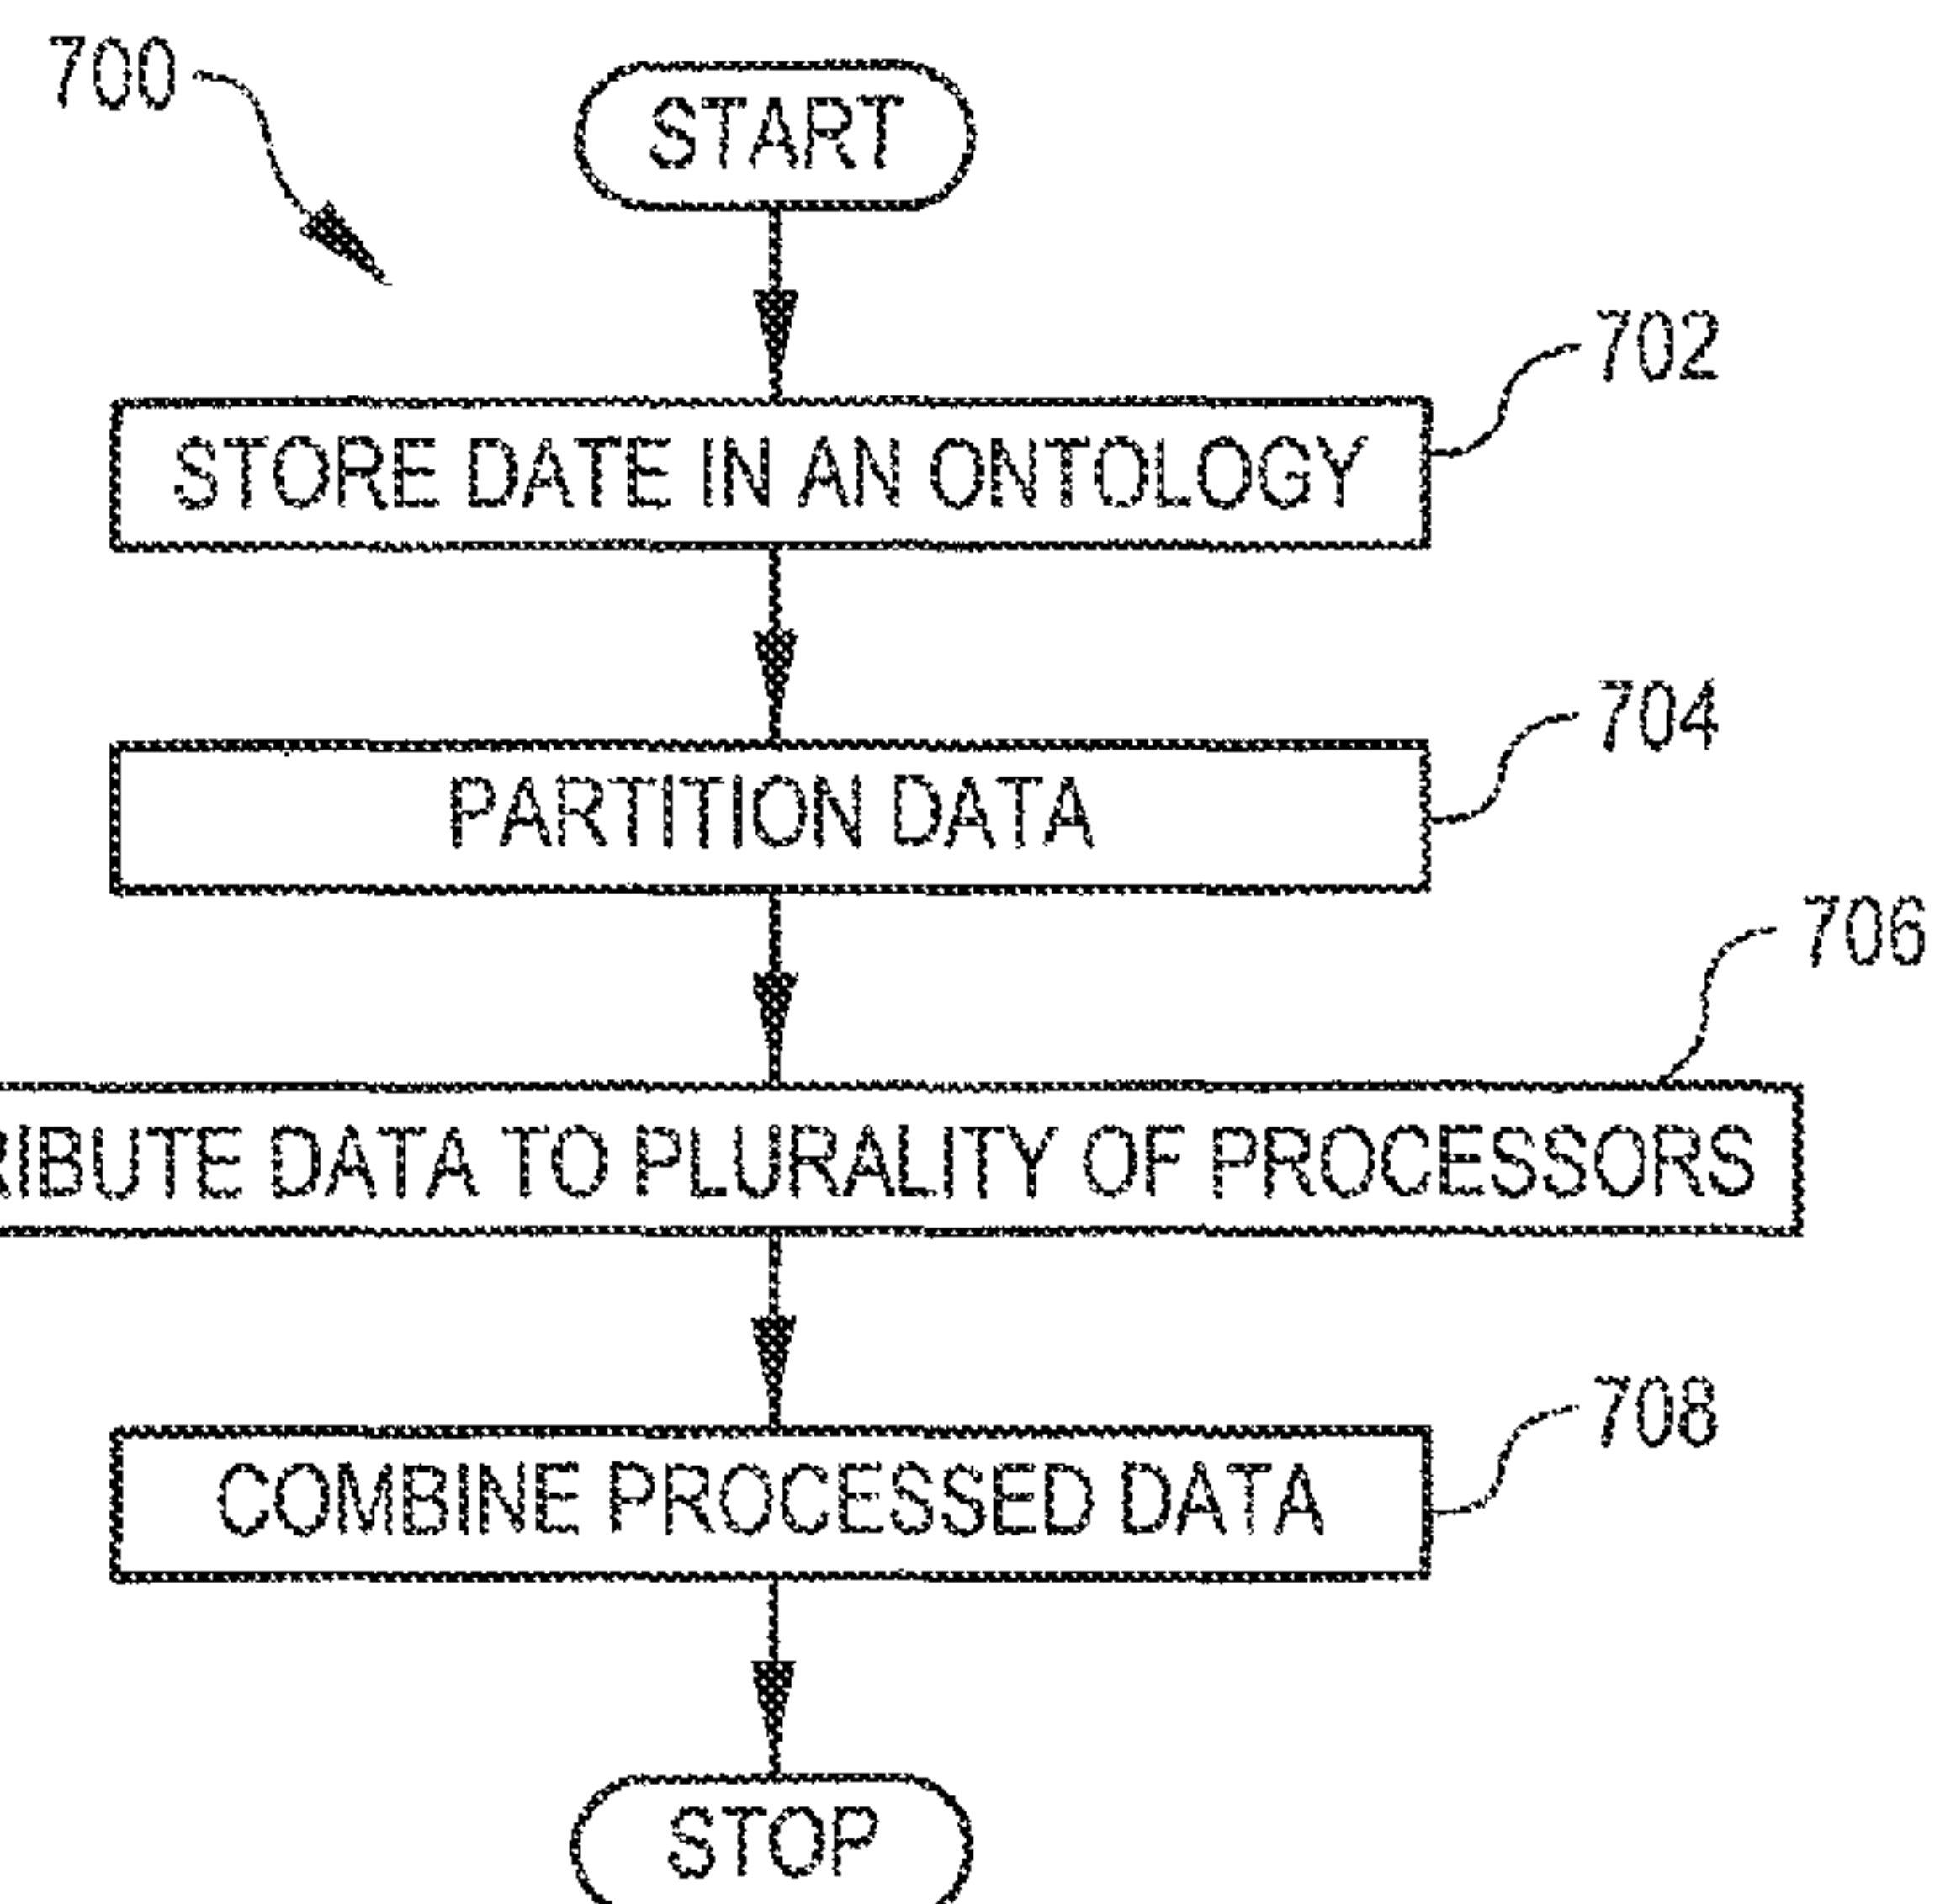 700
START
702
STORE DATE IN AN ONTOLOGY
704
PARTITION DATA
706
DATA TO PLURALITY OF PROCESSORS
708
COMBINE PROCESSED DATA
STOP